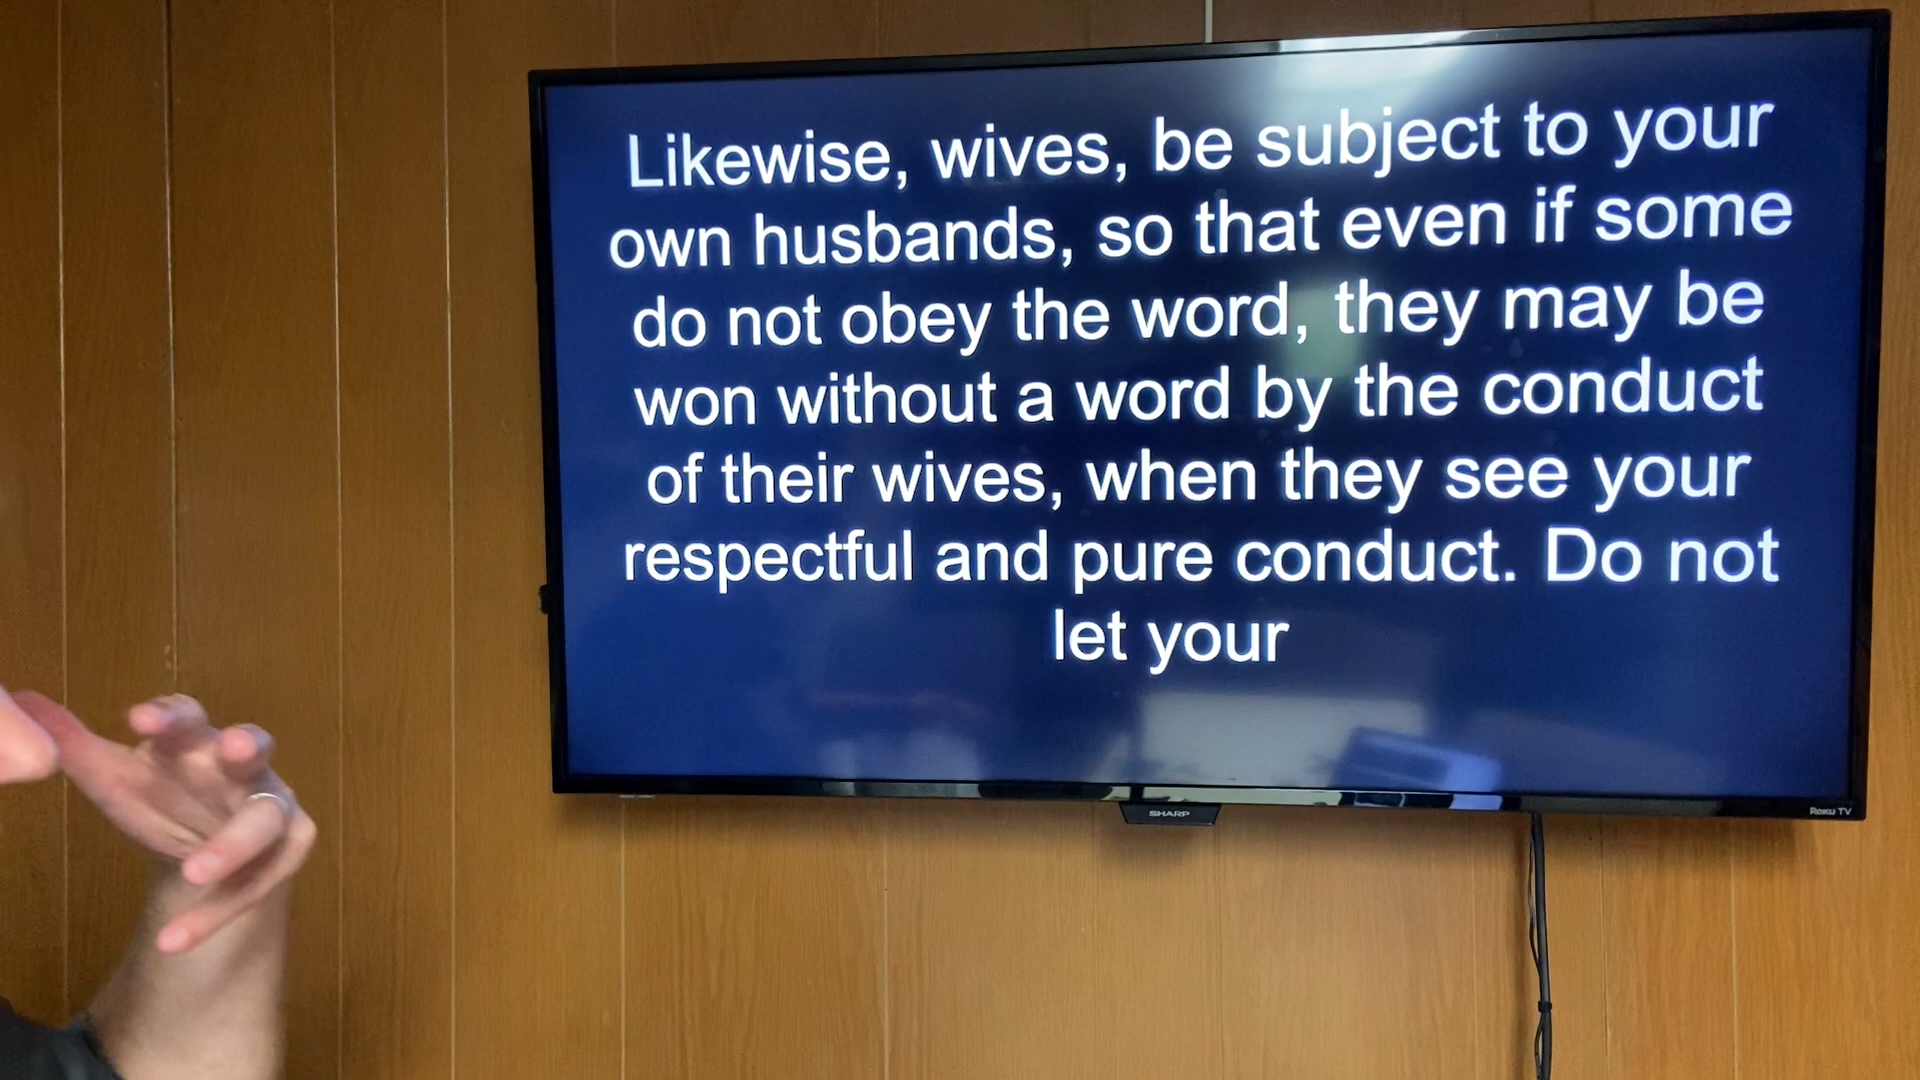 Likewise, wives, be subject to your
own husbands, so that even if some
do not obey the word, they may be
won without a word by the conduct
of their wives, when they see your
respectful and pure conduct. Do not
let your
SHARP
Roku TV